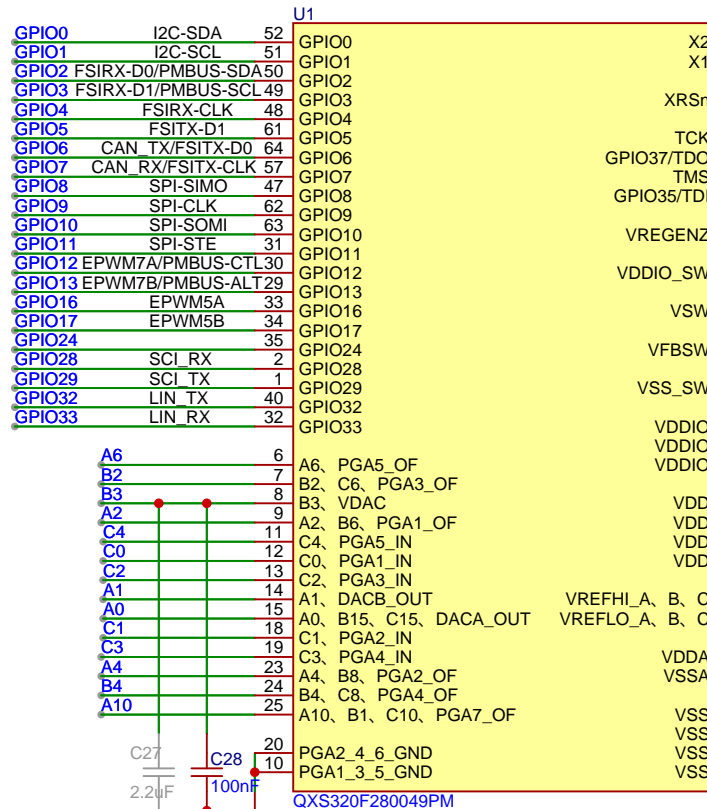 U1
GPIO0 I2C-SDA 52 GPIO0 X2
GPIO1 I2C-SCL 51 GPIO1 X1
GPIO2 FSIRX-D0/PMBUS-SDA 50 GPIO2
GPIO3 FSIRX-D1/PMBUS-SCL 49 GPIO3 XRSn
GPIO4 FSIRX-CLK 48 GPIO4
GPIO5 FSITX-D1 61 GPIO5 TCK
GPIO6 CAN_TX/FSITX-D0 64 GPIO6 GPIO37/TDO
GPIO7 CAN_RX/FSITX-CLK 57 GPIO7 TMS
GPIO8 SPI-SIMO 47 GPIO8 GPIO35/TDI
GPIO9 SPI-CLK 62 GPIO9
GPIO10 SPI-SOMI 63 GPIO10 VREGENZ
GPIO11 SPI-STE 31 GPIO11
GPIO12 EPWM7A/PMBUS-CTL 30 GPIO12 VDDIO_SW
GPIO13 EPWM7B/PMBUS-ALT 29 GPIO13
GPIO16 EPWM5A 33 GPIO16 VSW
GPIO17 EPWM5B 34 GPIO17
GPIO24 35 GPIO24 VFBSW
GPIO28 SCI_RX 2 GPIO28
GPIO29 SCI_TX 1 GPIO29 VSS_SW
GPIO32 LIN_TX 40 GPIO32
GPIO33 LIN_RX 32 GPIO33 VDDIO
VDDIO
A6 6 A6、PGA5_OF VDDIO
B2 7 B2、C6、PGA3_OF
B3 8 B3、VDAC VDD
A2 9 A2、B6、PGA1_OF VDD
C4 11 C4、PGA5_IN VDD
C0 12 C0、PGA1_IN VDD
C2 13 C2、PGA3_IN
A1 14 A1、DACB_OUT VREFHI_A、B、C
A0 15 A0、B15、C15、DACA_OUT VREFLO_A、B、C
C1 18 C1、PGA2_IN
C3 19 C3、PGA4_IN VDDA
A4 23 A4、B8、PGA2_OF VSSA
B4 24 B4、C8、PGA4_OF
A10 25 A10、B1、C10、PGA7_OF VSS
VSS
C27 C28 20 PGA2_4_6_GND VSS
10 PGA1_3_5_GND VSS
2.2uF 100nF
QXS320F280049PM